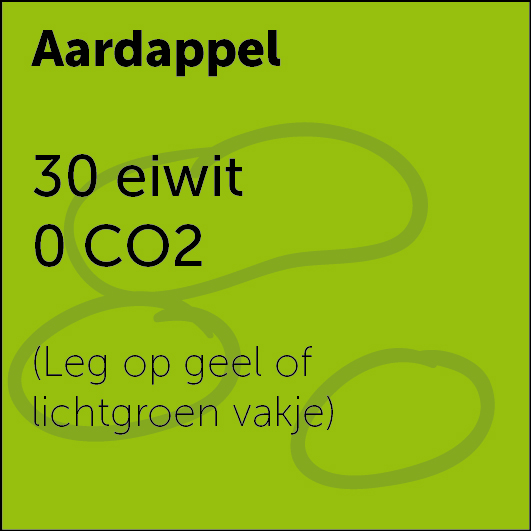 Aardappel
30 eiwit
0 CO2
(Leg op geel of
lichtgroen vakje)